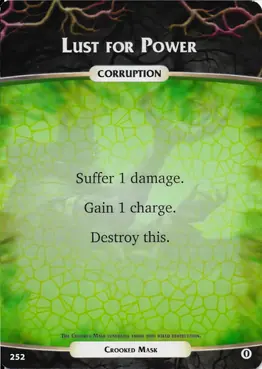 Lust for Power
CORRUPTION
Suffer 1 damage.
Gain 1 charge.
Destroy this.
Crooked Mask
252
0